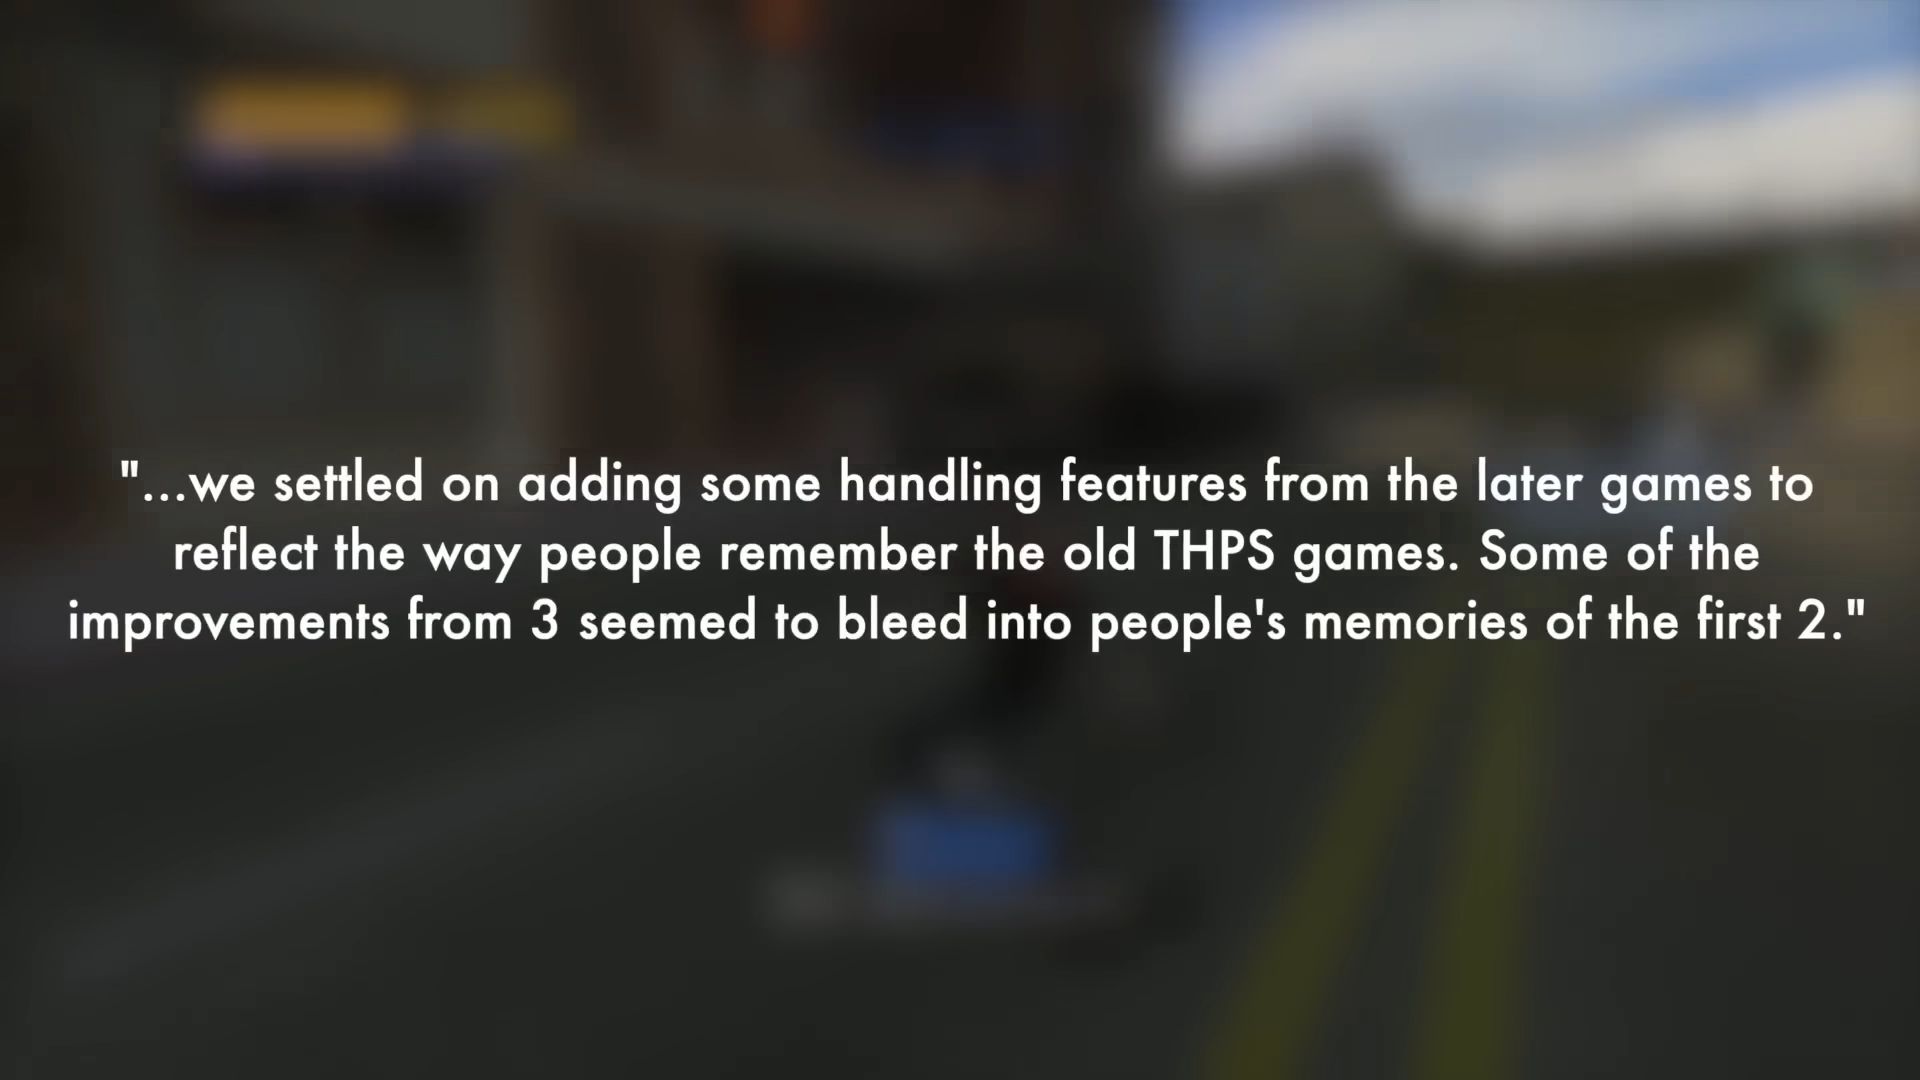 "...we settled on adding some handling features from the later games to
reflect the way people remember the old THPS games. Some of the
improvements from 3 seemed to bleed into people's memories of the first 2."